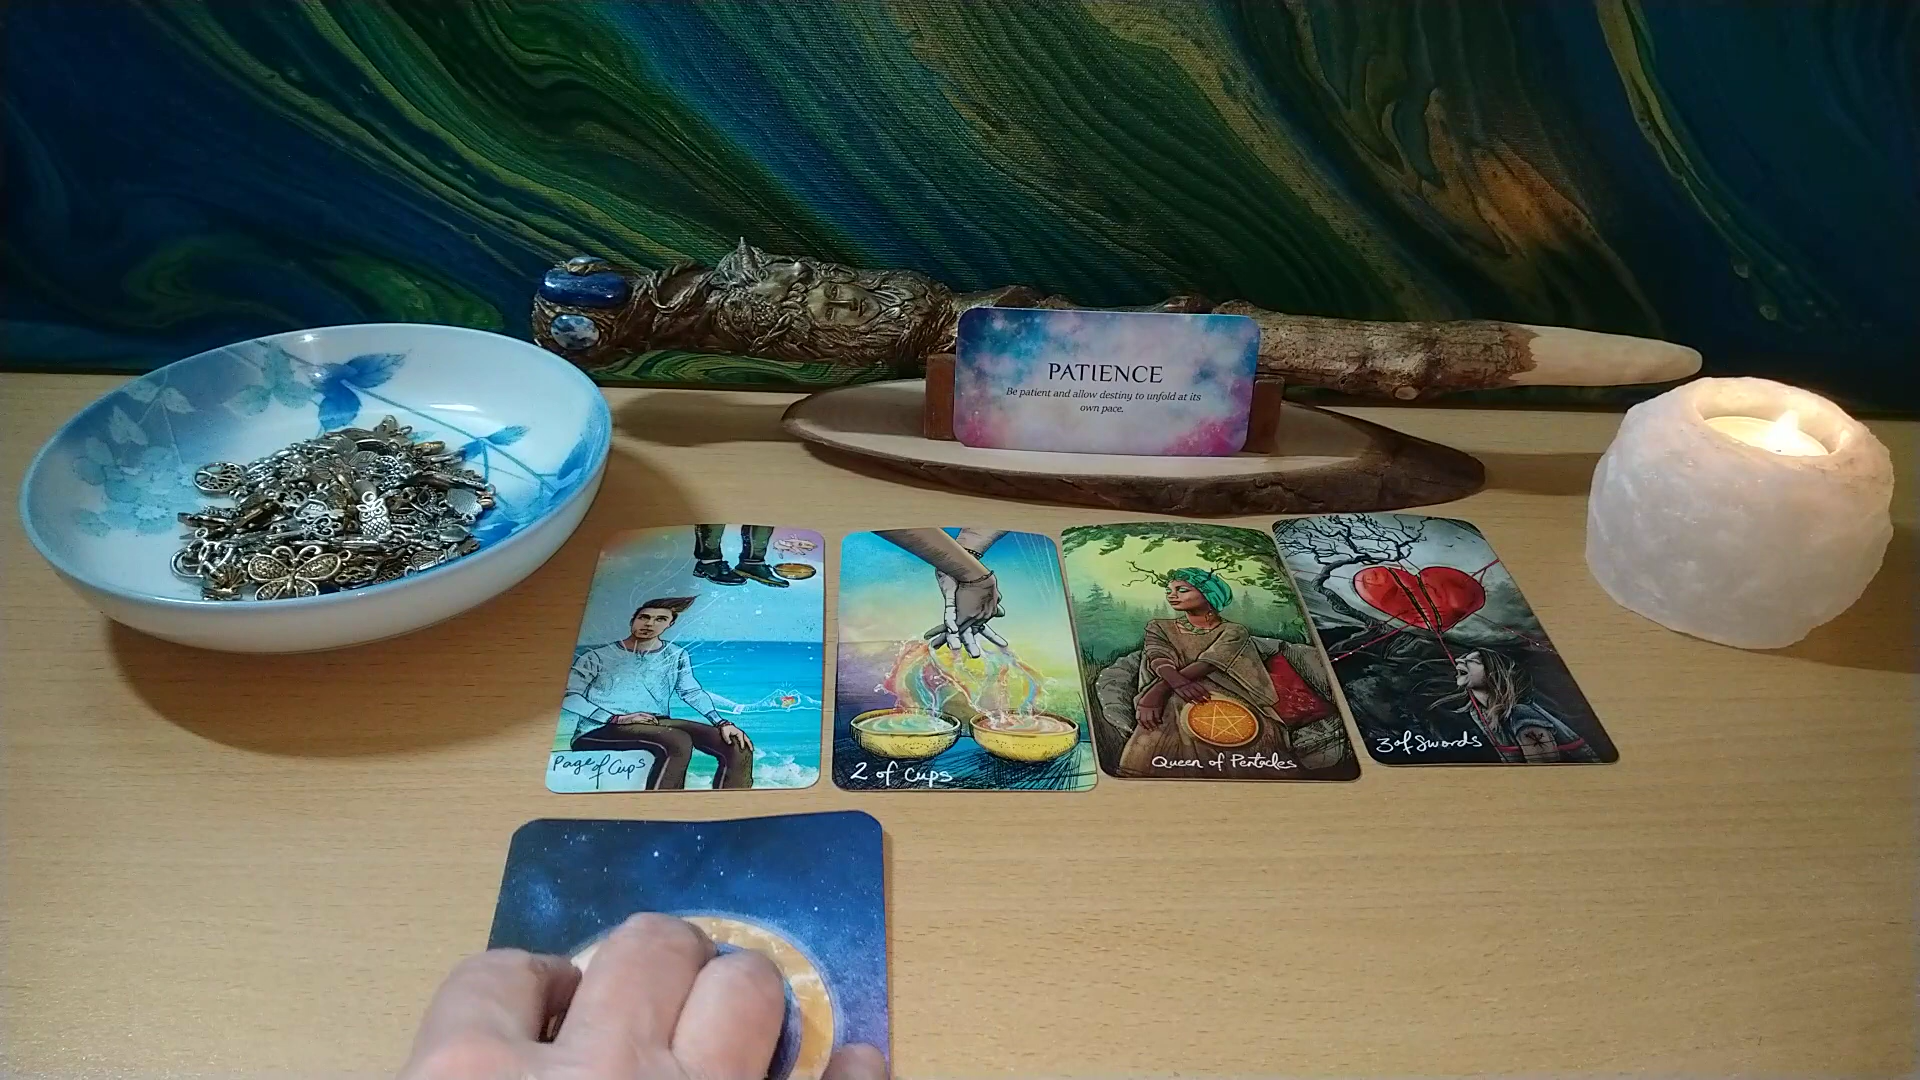 PATIENCE
Be patient and allow destiny to unfold at its
own pace.
Page of Cups
2 of Cups
Queen of Pentacles
3 of Swords